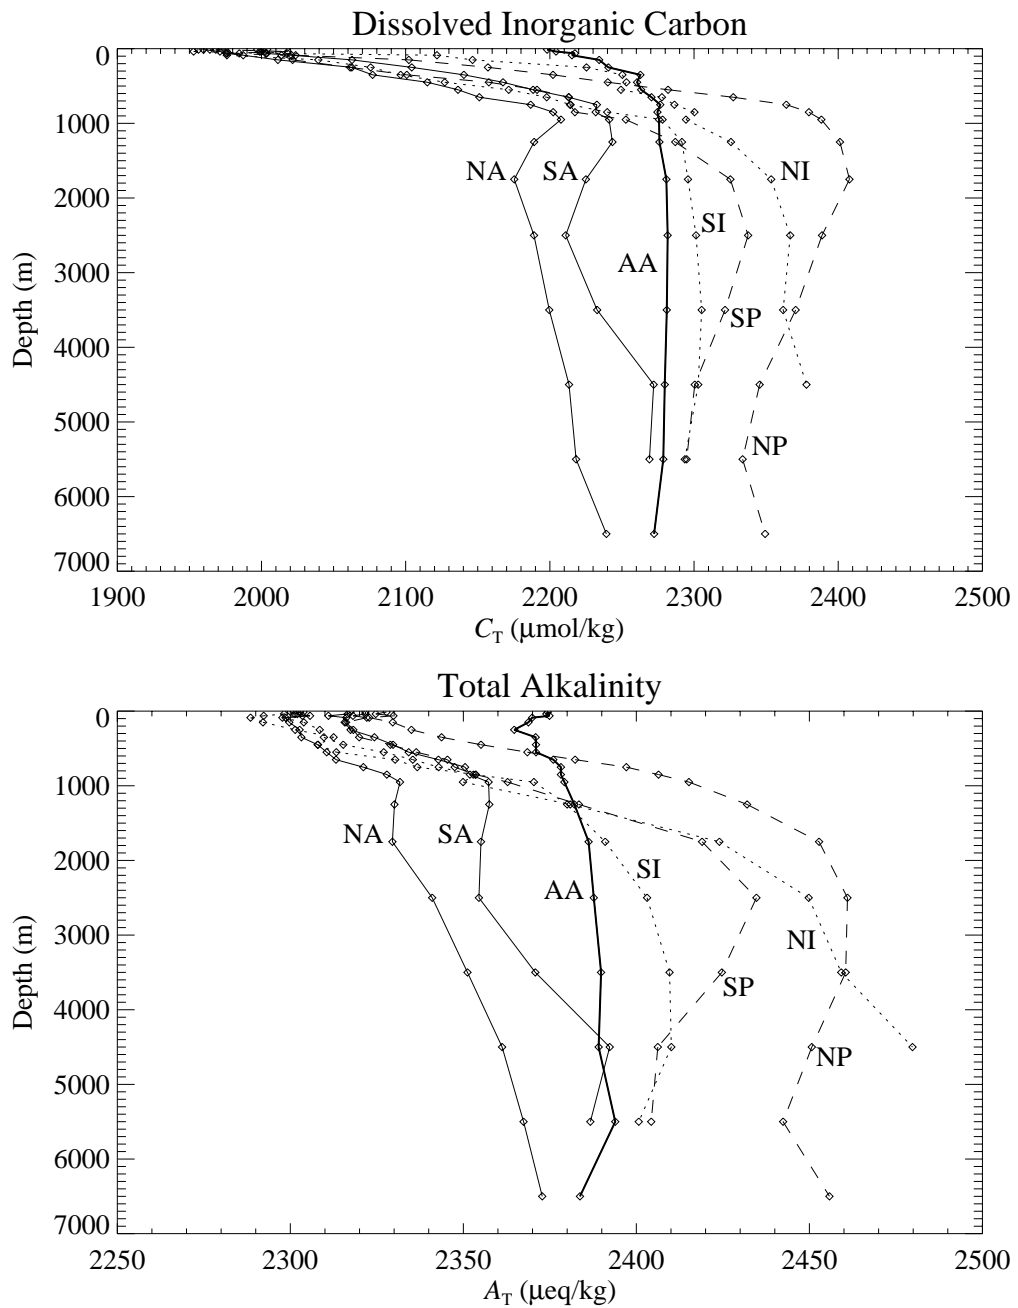 Dissolved Inorganic Carbon
0
1000
2000
3000
4000
5000
6000
7000
Depth (m)
NA
SA
NI
SI
AA
SP
NP
1900
2000
2100
2200
2300
2400
2500
C_T (μmol/kg)
Total Alkalinity
0
1000
2000
3000
4000
5000
6000
7000
Depth (m)
NA
SA
SI
AA
NI
SP
NP
2250
2300
2350
2400
2450
2500
A_T (μeq/kg)